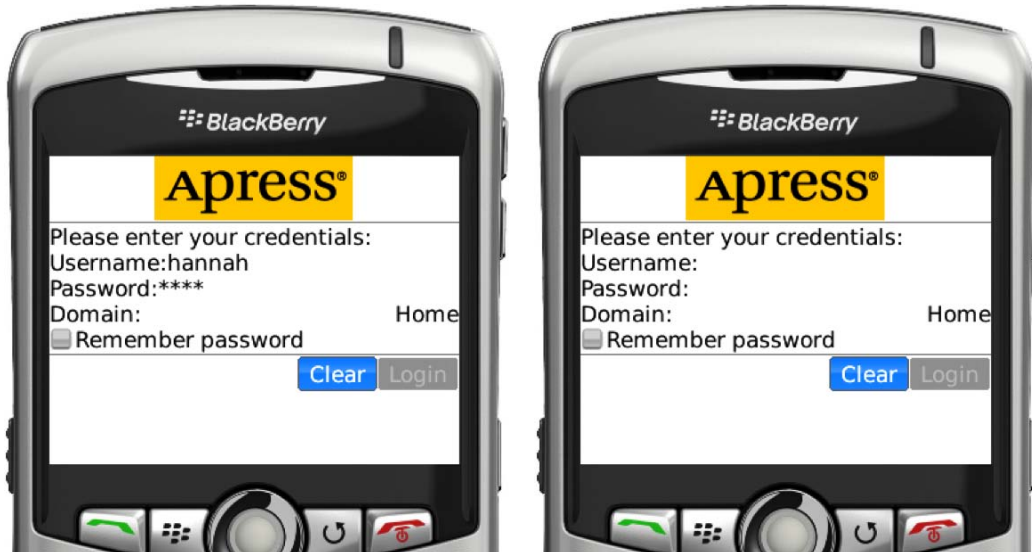 BlackBerry
Apress®
Please enter your credentials:
Username:hannah
Password:****
Domain: Home
Remember password
Clear Login
BlackBerry
Apress®
Please enter your credentials:
Username:
Password:
Domain: Home
Remember password
Clear Login